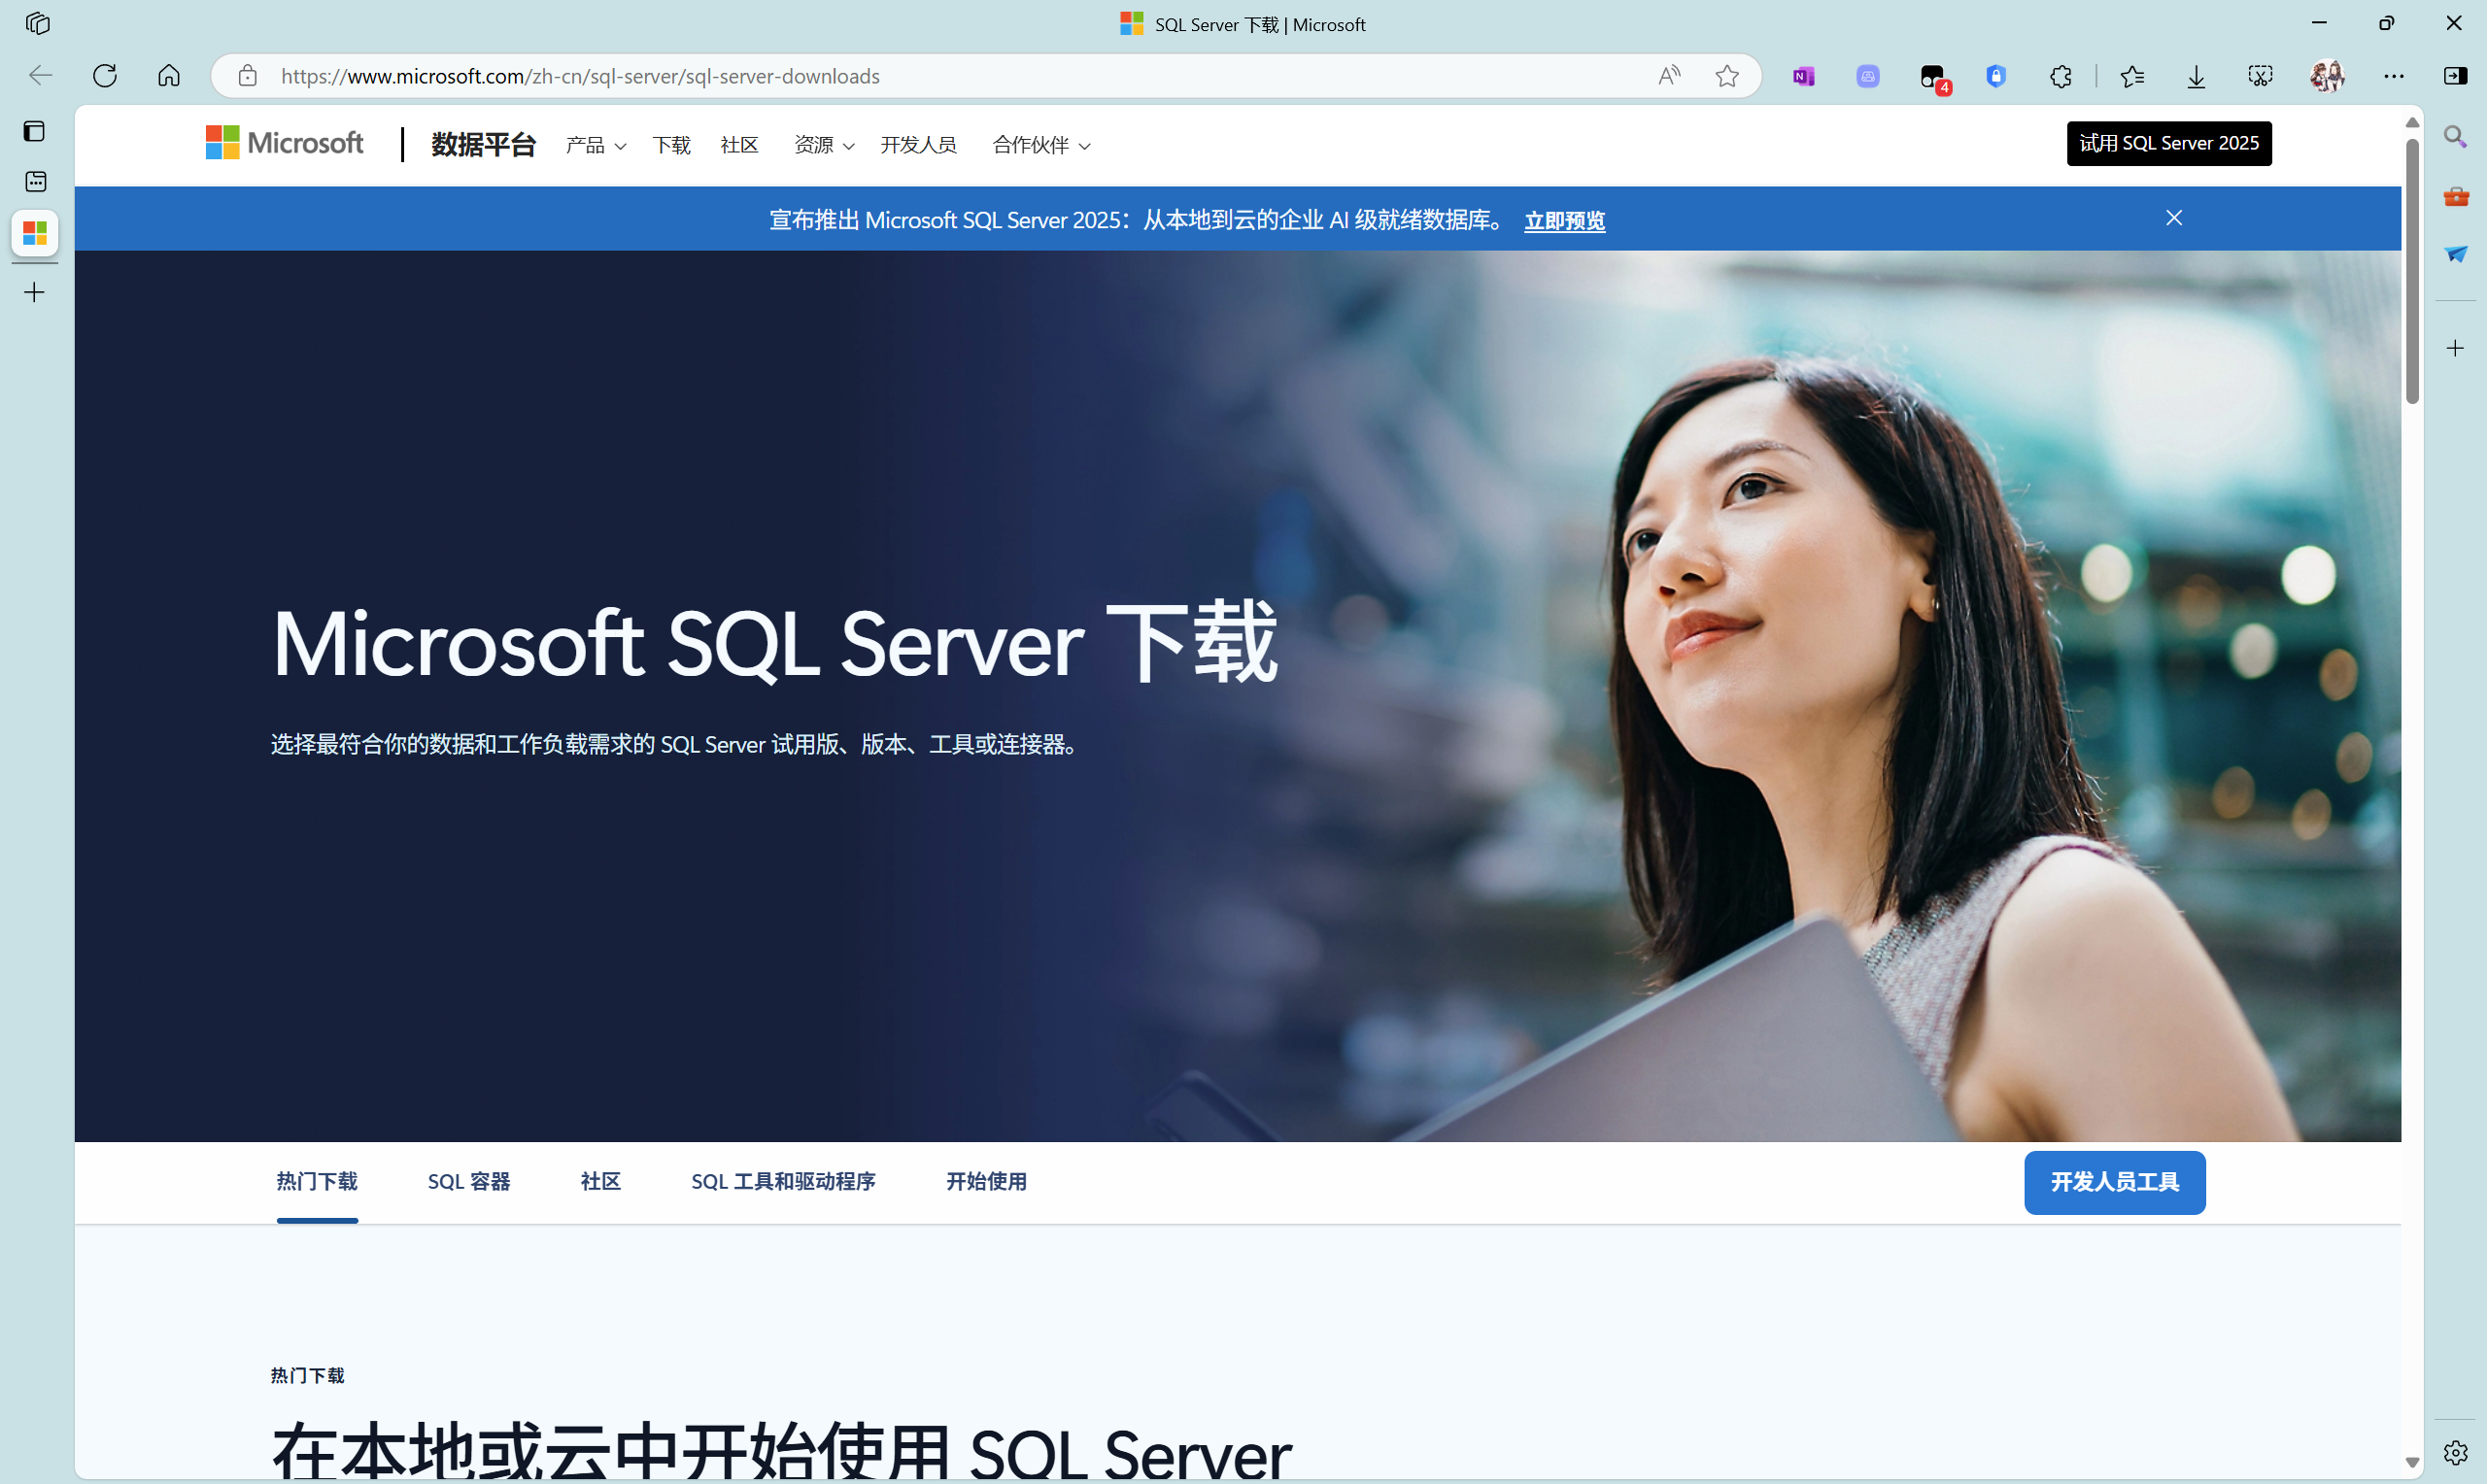 SQL Server 下载 | Microsoft
https://www.microsoft.com/zh-cn/sql-server/sql-server-downloads
4
Microsoft
数据平台
产品
下载
社区
资源
开发人员
合作伙伴
试用 SQL Server 2025
宣布推出 Microsoft SQL Server 2025：从本地到云的企业 AI 级就绪数据库。 立即预览
Microsoft SQL Server 下载
选择最符合你的数据和工作负载需求的 SQL Server 试用版、版本、工具或连接器。
热门下载
SQL 容器
社区
SQL 工具和驱动程序
开始使用
开发人员工具
热门下载
在本地或云中开始使用 SQL Server